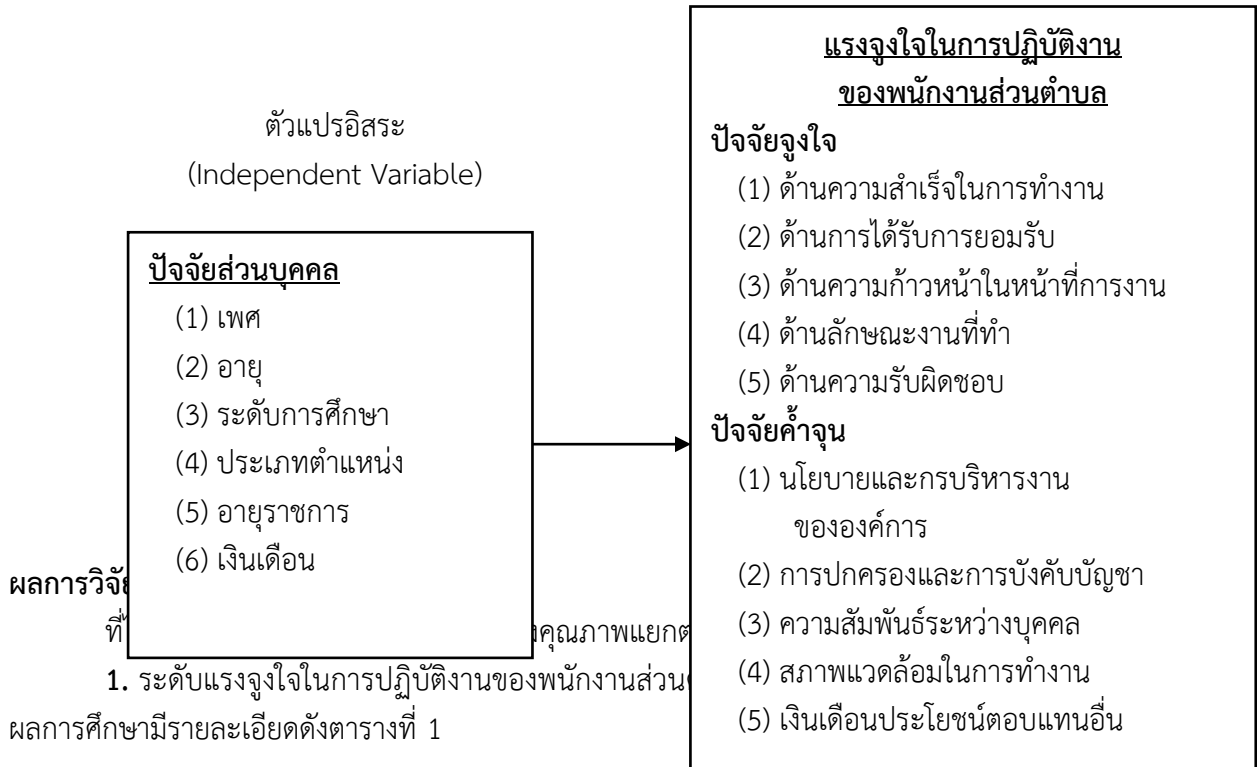 ตัวแปรอิสระ
(Independent Variable)
ปัจจัยส่วนบุคคล
(1) เพศ
(2) อายุ
(3) ระดับการศึกษา
(4) ประเภทตำแหน่ง
(5) อายุราชการ
(6) เงินเดือน
แรงจูงใจในการปฏิบัติงาน
ของพนักงานส่วนตำบล
ปัจจัยจูงใจ
(1) ด้านความสำเร็จในการทำงาน
(2) ด้านการได้รับการยอมรับ
(3) ด้านความก้าวหน้าในหน้าที่การงาน
(4) ด้านลักษณะงานที่ทำ
(5) ด้านความรับผิดชอบ
ปัจจัยค้ำจุน
(1) นโยบายและกรบริหารงาน
ขององค์การ
(2) การปกครองและการบังคับบัญชา
(3) ความสัมพันธ์ระหว่างบุคคล
(4) สภาพแวดล้อมในการทำงาน
(5) เงินเดือนประโยชน์ตอบแทนอื่น
ผลการวิจัย
ที่ คุณภาพแยกต
1. ระดับแรงจูงใจในการปฏิบัติงานของพนักงานส่วน
ผลการศึกษามีรายละเอียดดังตารางที่ 1